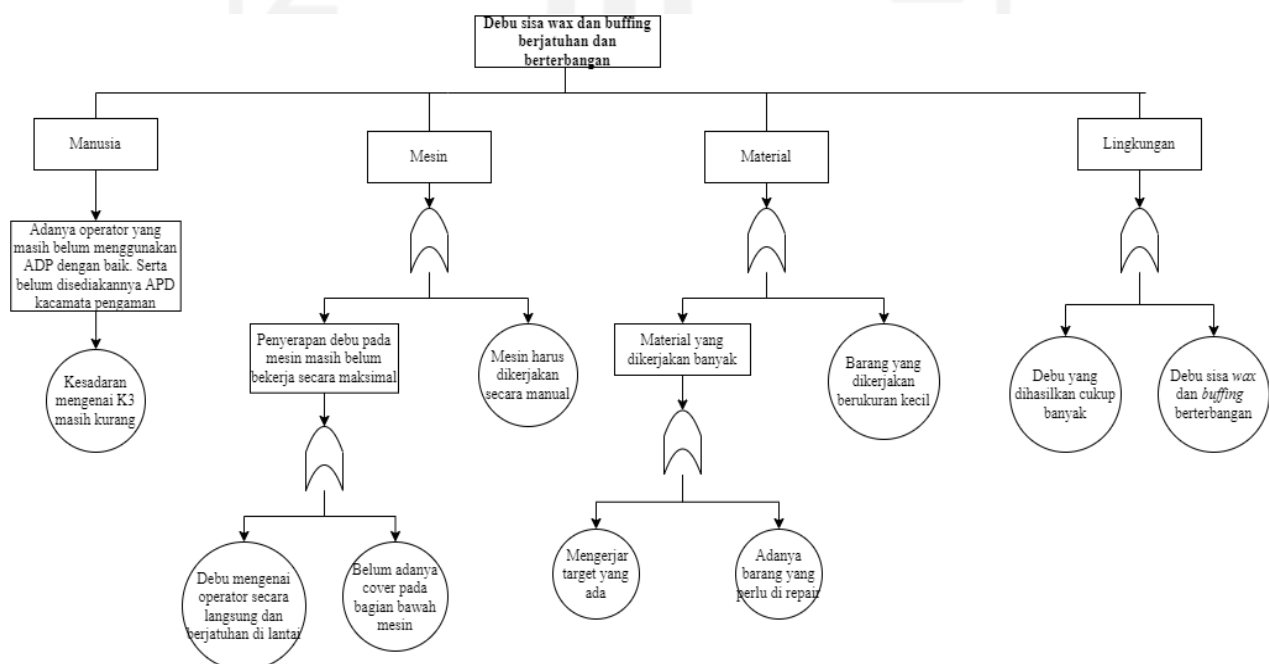 Debu sisa wax dan buffing
berjatuhan dan
berterbangan
Manusia
Mesin
Material
Lingkungan
Adanya operator yang
masih belum menggunakan
ADP dengan baik. Serta
belum disediakannya APD
kacamata pengaman
Penyerapan debu pada
mesin masih belum
bekerja secara maksimal
Mesin harus
dikerjakan
secara manual
Material yang
dikerjakan banyak
Barang yang
dikerjakan
berukuran kecil
Debu yang
dihasilkan cukup
banyak
Debu sisa wax
dan buffing
berterbangan
Kesadaran
mengenai K3
masih kurang
Debu mengenai
operator secara
langsung dan
berjatuhan di lantai
Belum adanya
cover pada
bagian bawah
mesin
Mengerjar
target yang
ada
Adanya
barang yang
perlu di repair